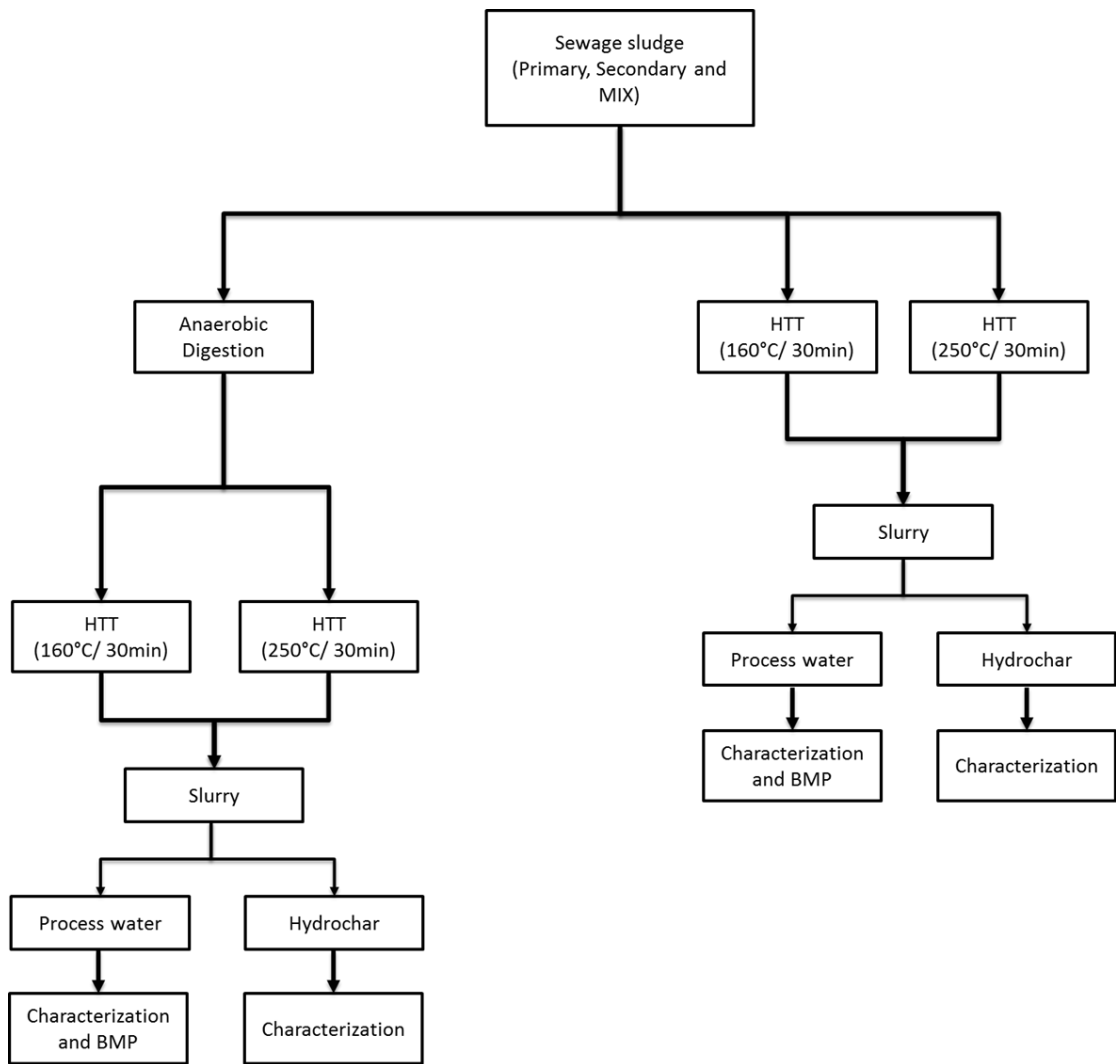 Sewage sludge
(Primary, Secondary and
MIX)
Anaerobic
Digestion
HTT
(160°C/ 30min)
HTT
(250°C/ 30min)
Slurry
HTT
(160°C/ 30min)
HTT
(250°C/ 30min)
Process water
Hydrochar
Characterization
and BMP
Characterization
Slurry
Process water
Hydrochar
Characterization
and BMP
Characterization